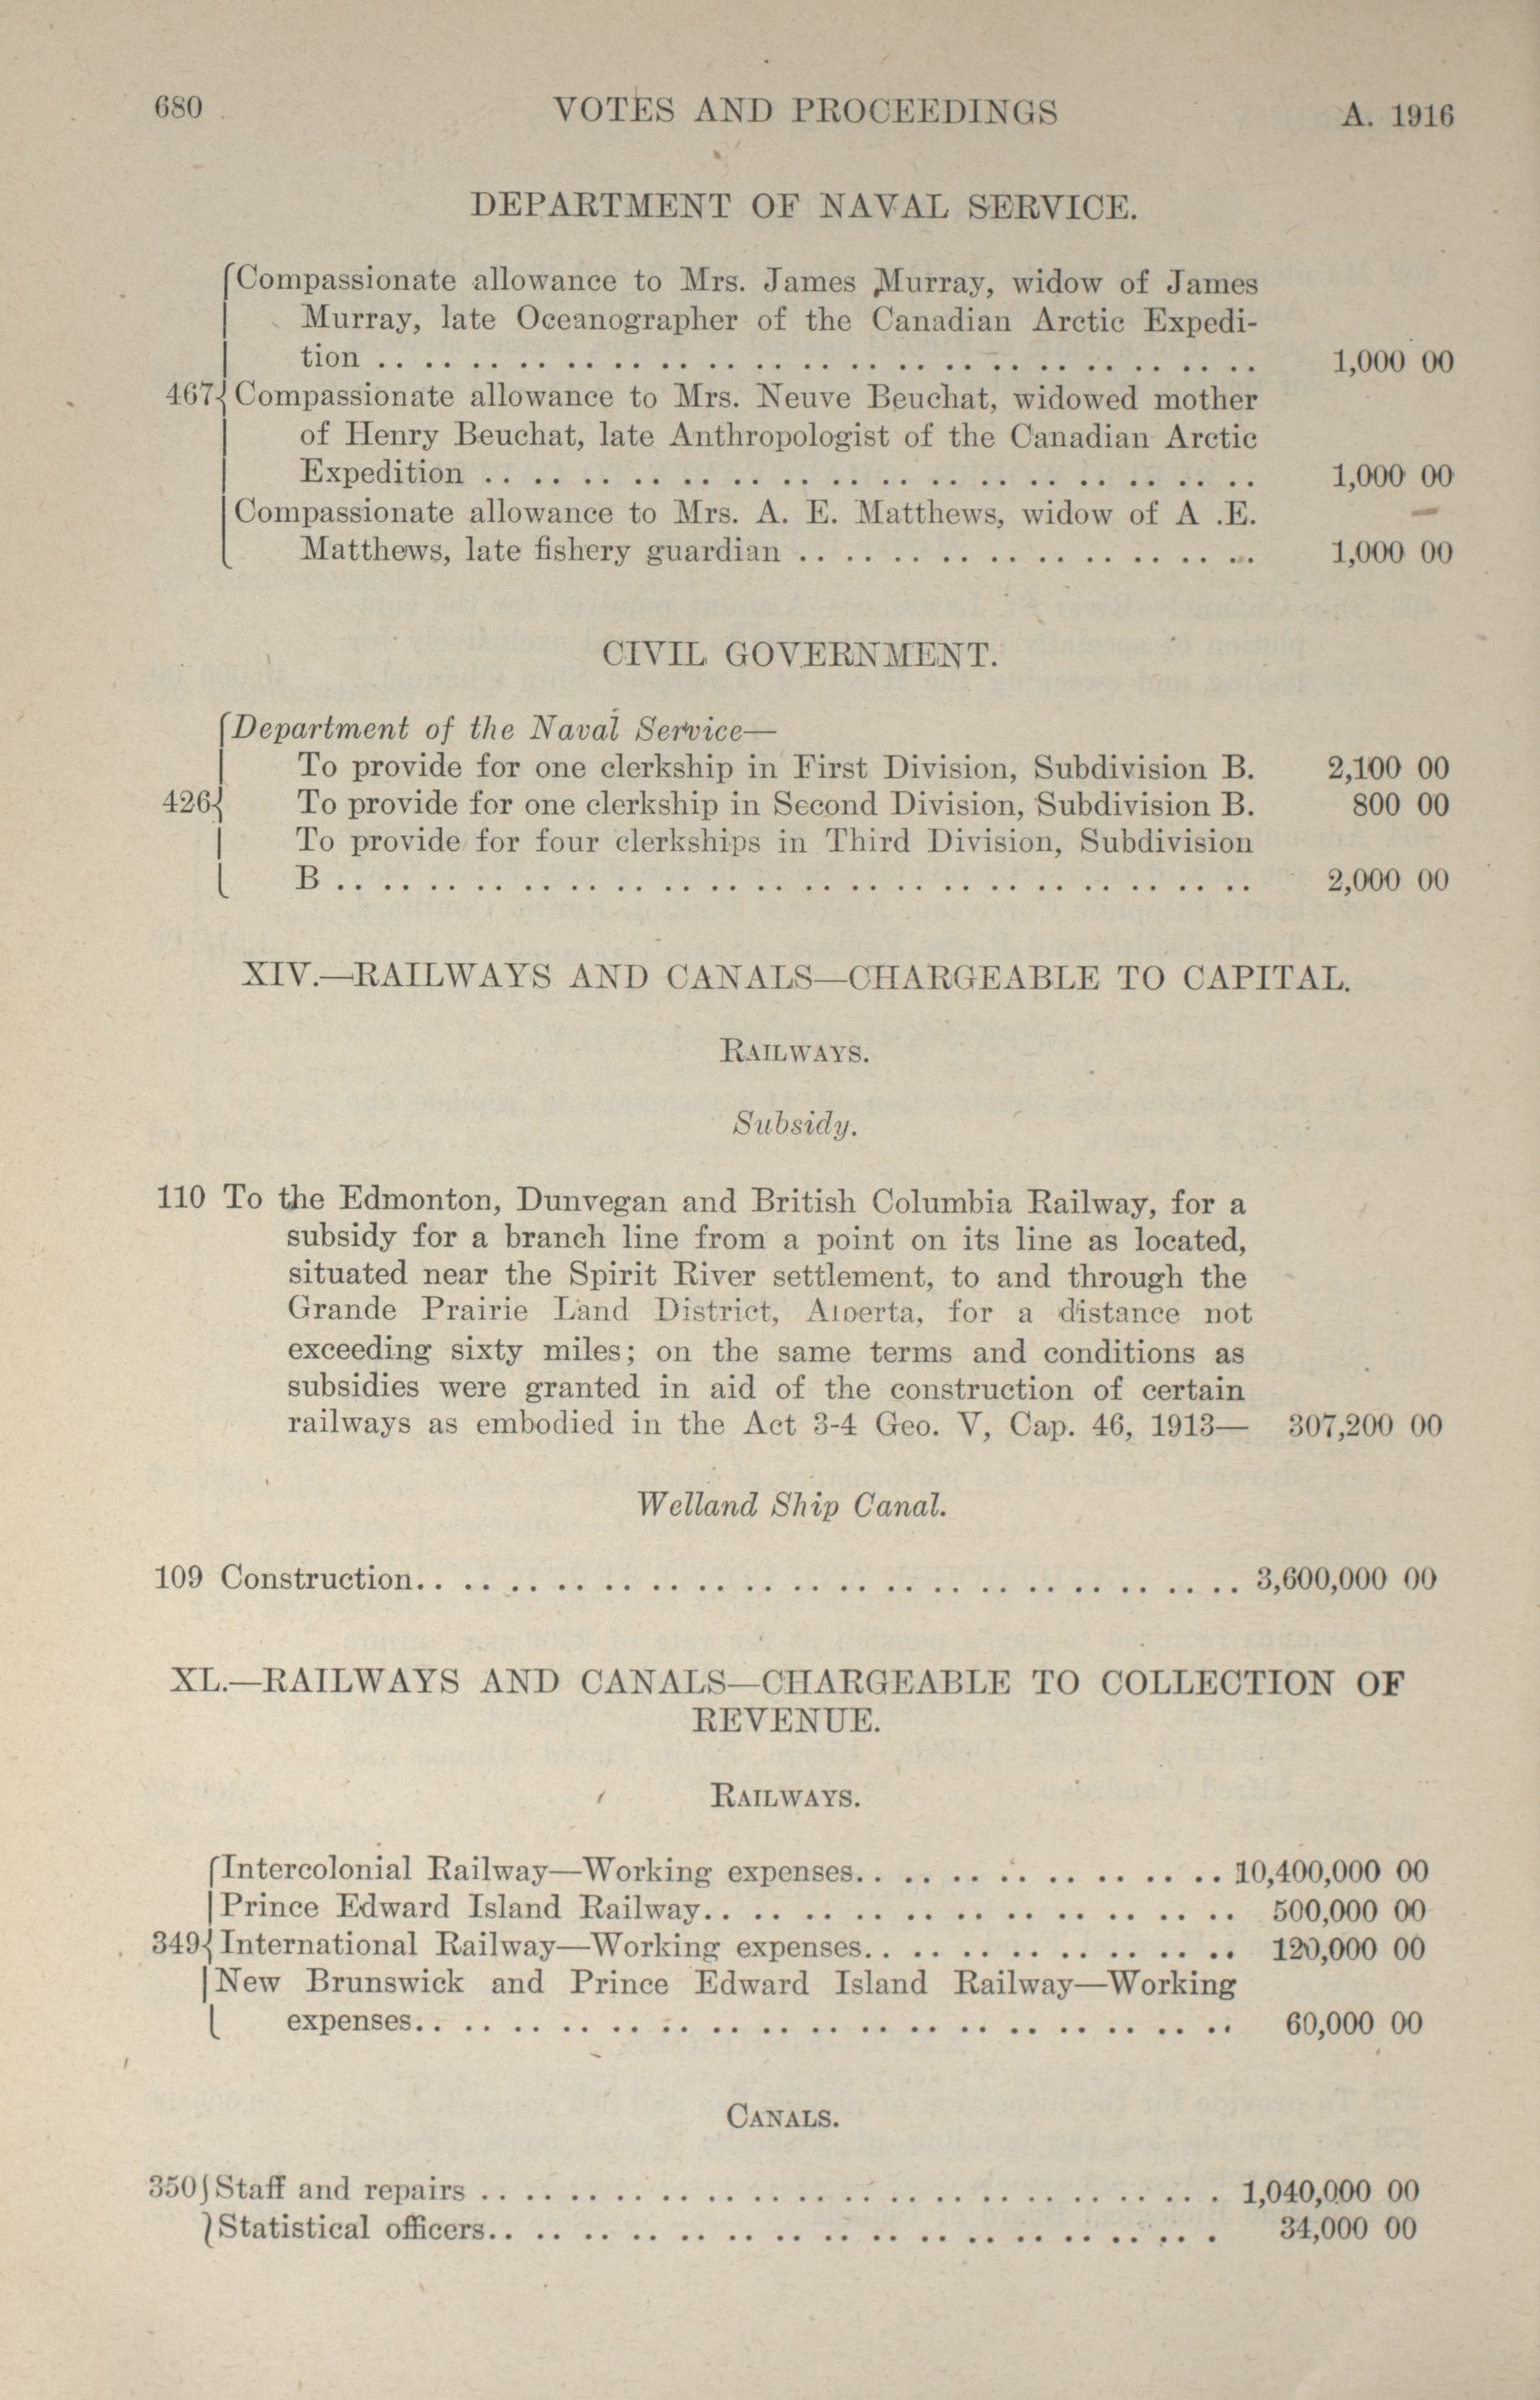 680 VOTES AND PROCEEDINGS A. 1916
DEPARTMENT OF NAVAL SERVICE.
Compassionate allowance to Mrs. James Murray, widow of James
Murray, late Oceanographer of the Canadian Arctic Expedi-
tion . . . . . . . . . . . . . . . . . . . . 1,000 00
467 Compassionate allowance to Mrs. Neuve Beuchat, widowed mother
of Henry Beuchat, late Anthropologist of the Canadian Arctic
Expedition . . . . . . . . . . . . . . . . . . . . 1,000 00
Compassionate allowance to Mrs. A. E. Matthews, widow of A .E.
Matthews, late fishery guardian . . . . . . . . . . . . 1,000 00
CIVIL GOVERNMENT.
Department of the Naval Service—
To provide for one clerkship in First Division, Subdivision B. 2,100 00
426{ To provide for one clerkship in Second Division, Subdivision B. 800 00
To provide for four clerkships in Third Division, Subdivision
B . . . . . . . . . . . . . . . . . . . . 2,000 00
XIV.—RAILWAYS AND CANALS—CHARGEABLE TO CAPITAL.
RAILWAYS.
Subsidy.
110 To the Edmonton, Dunvegan and British Columbia Railway, for a
subsidy for a branch line from a point on its line as located,
situated near the Spirit River settlement, to and through the
Grande Prairie Land District, Aloerta, for a distance not
exceeding sixty miles; on the same terms and conditions as
subsidies were granted in aid of the construction of certain
railways as embodied in the Act 3-4 Geo. V, Cap. 46, 1913— 307,200 00
Welland Ship Canal.
109 Construction. . . . . . . . . . . . . . . . . . . . 3,600,000 00
XL.—RAILWAYS AND CANALS—CHARGEABLE TO COLLECTION OF
REVENUE.
RAILWAYS.
Intercolonial Railway—Working expenses. . . . . . . . . . 10,400,000 00
Prince Edward Island Railway. . . . . . . . . . . . . . 500,000 00
349{ International Railway—Working expenses. . . . . . . . . . 120,000 00
New Brunswick and Prince Edward Island Railway—Working
expenses. . . . . . . . . . . . . . . . . . . . 60,000 00
CANALS.
350 Staff and repairs . . . . . . . . . . . . . . . . . . . . 1,040,000 00
Statistical officers. . . . . . . . . . . . . . . . . . . . 34,000 00